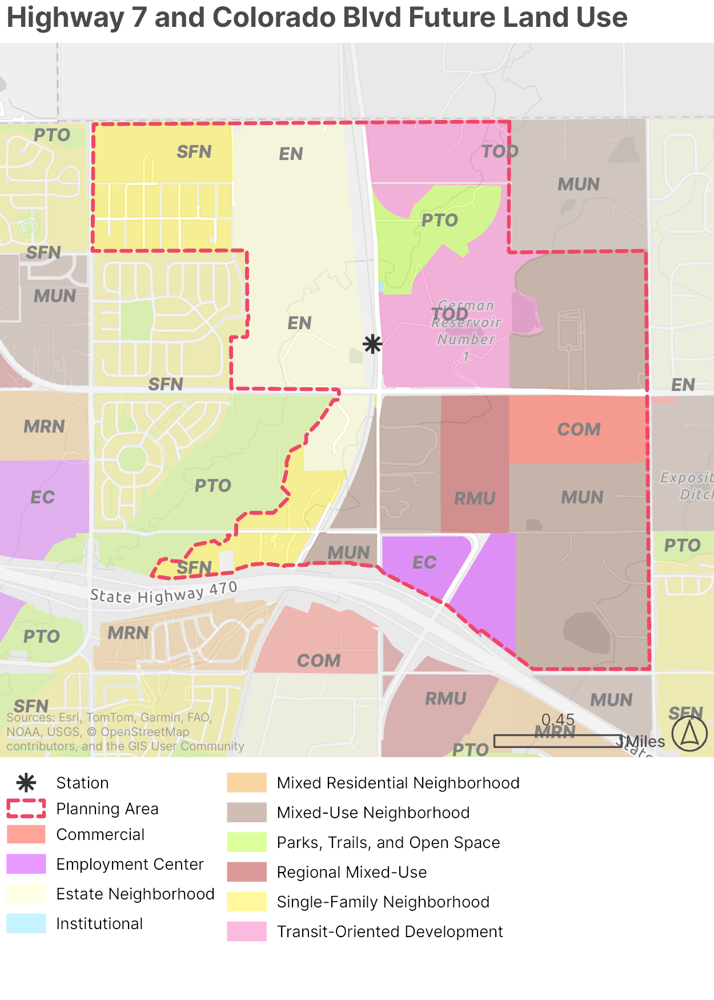 Highway 7 and Colorado Blvd Future Land Use
PTO
SFN
EN
TOD
MUN
PTO
SFN
MUN
German
TOD
Reservoir
Number
1
EN
SFN
EN
MRN
COM
PTO
EC
RMU
MUN
Exposit
Ditch
PTO
MUN
EC
SFN
State Highway 470
PTO
MRN
COM
RMU
MUN
SFN
SFN
Sources: Esri, TomTom, Garmin, FAO,
NOAA, USGS, © OpenStreetMap
contributors, and the GIS User Community
0.45
MRN
Miles
PTO
State
Station
Planning Area
Commercial
Employment Center
Estate Neighborhood
Institutional
Mixed Residential Neighborhood
Mixed-Use Neighborhood
Parks, Trails, and Open Space
Regional Mixed-Use
Single-Family Neighborhood
Transit-Oriented Development